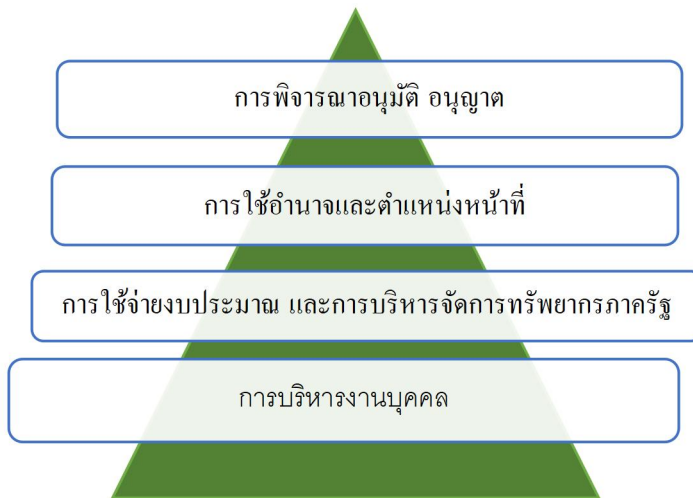 การพิจารณาอนุมัติ อนุญาต
การใช้อำนาจและตำแหน่งหน้าที่
การใช้จ่ายงบประมาณ และการบริหารจัดการทรัพยากรภาครัฐ
การบริหารงานบุคคล